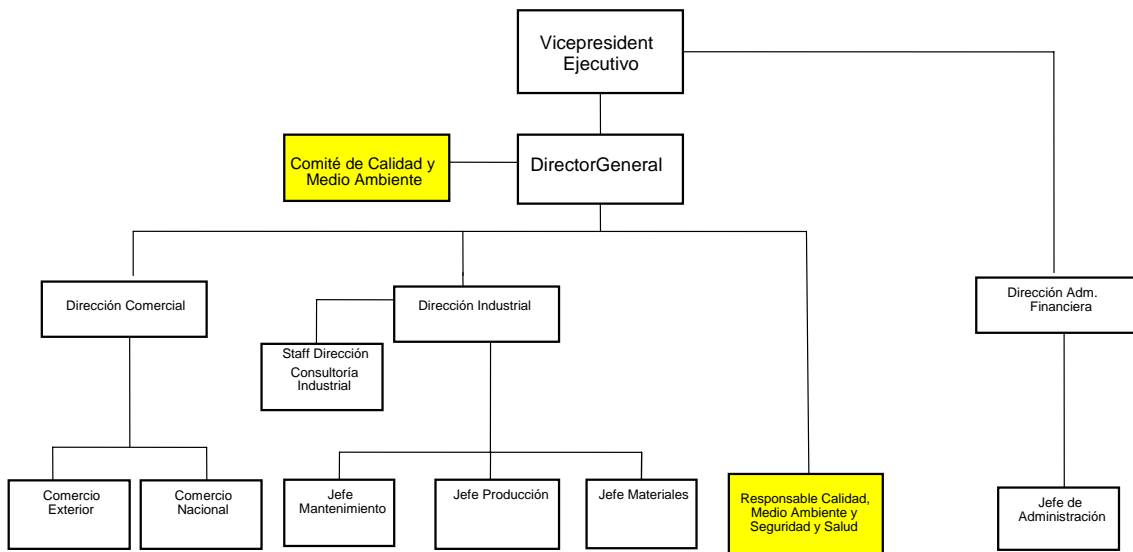 Vicepresident
Ejecutivo
Comité de Calidad y
Medio Ambiente
DirectorGeneral
Dirección Comercial
Dirección Industrial
Dirección Adm.
Financiera
Staff Dirección
Consultoría
Industrial
Comercio
Exterior
Comercio
Nacional
Jefe
Mantenimiento
Jefe Producción
Jefe Materiales
Responsable Calidad,
Medio Ambiente y
Seguridad y Salud
Jefe de
Administración